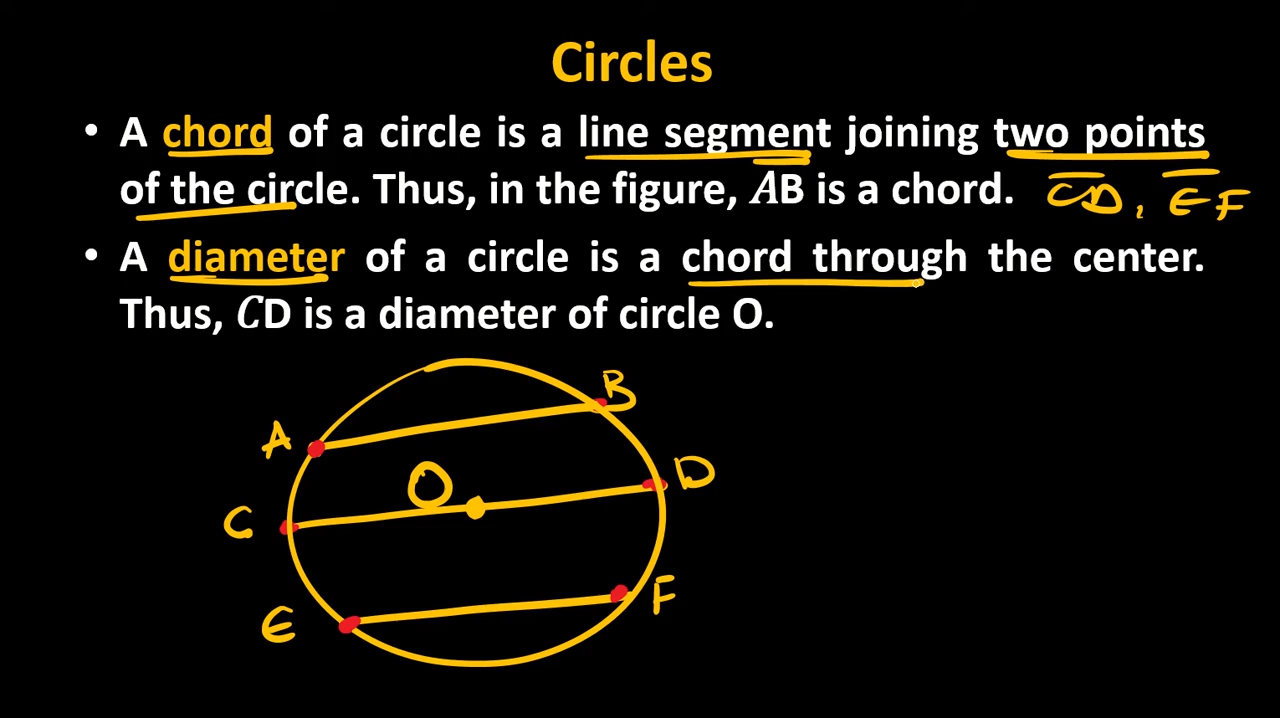 Circles
• A chord of a circle is a line segment joining two points
of the circle. Thus, in the figure, AB is a chord. CD, EF
• A diameter of a circle is a chord through the center.
Thus, CD is a diameter of circle O.
B
A
O
D
C
F
E